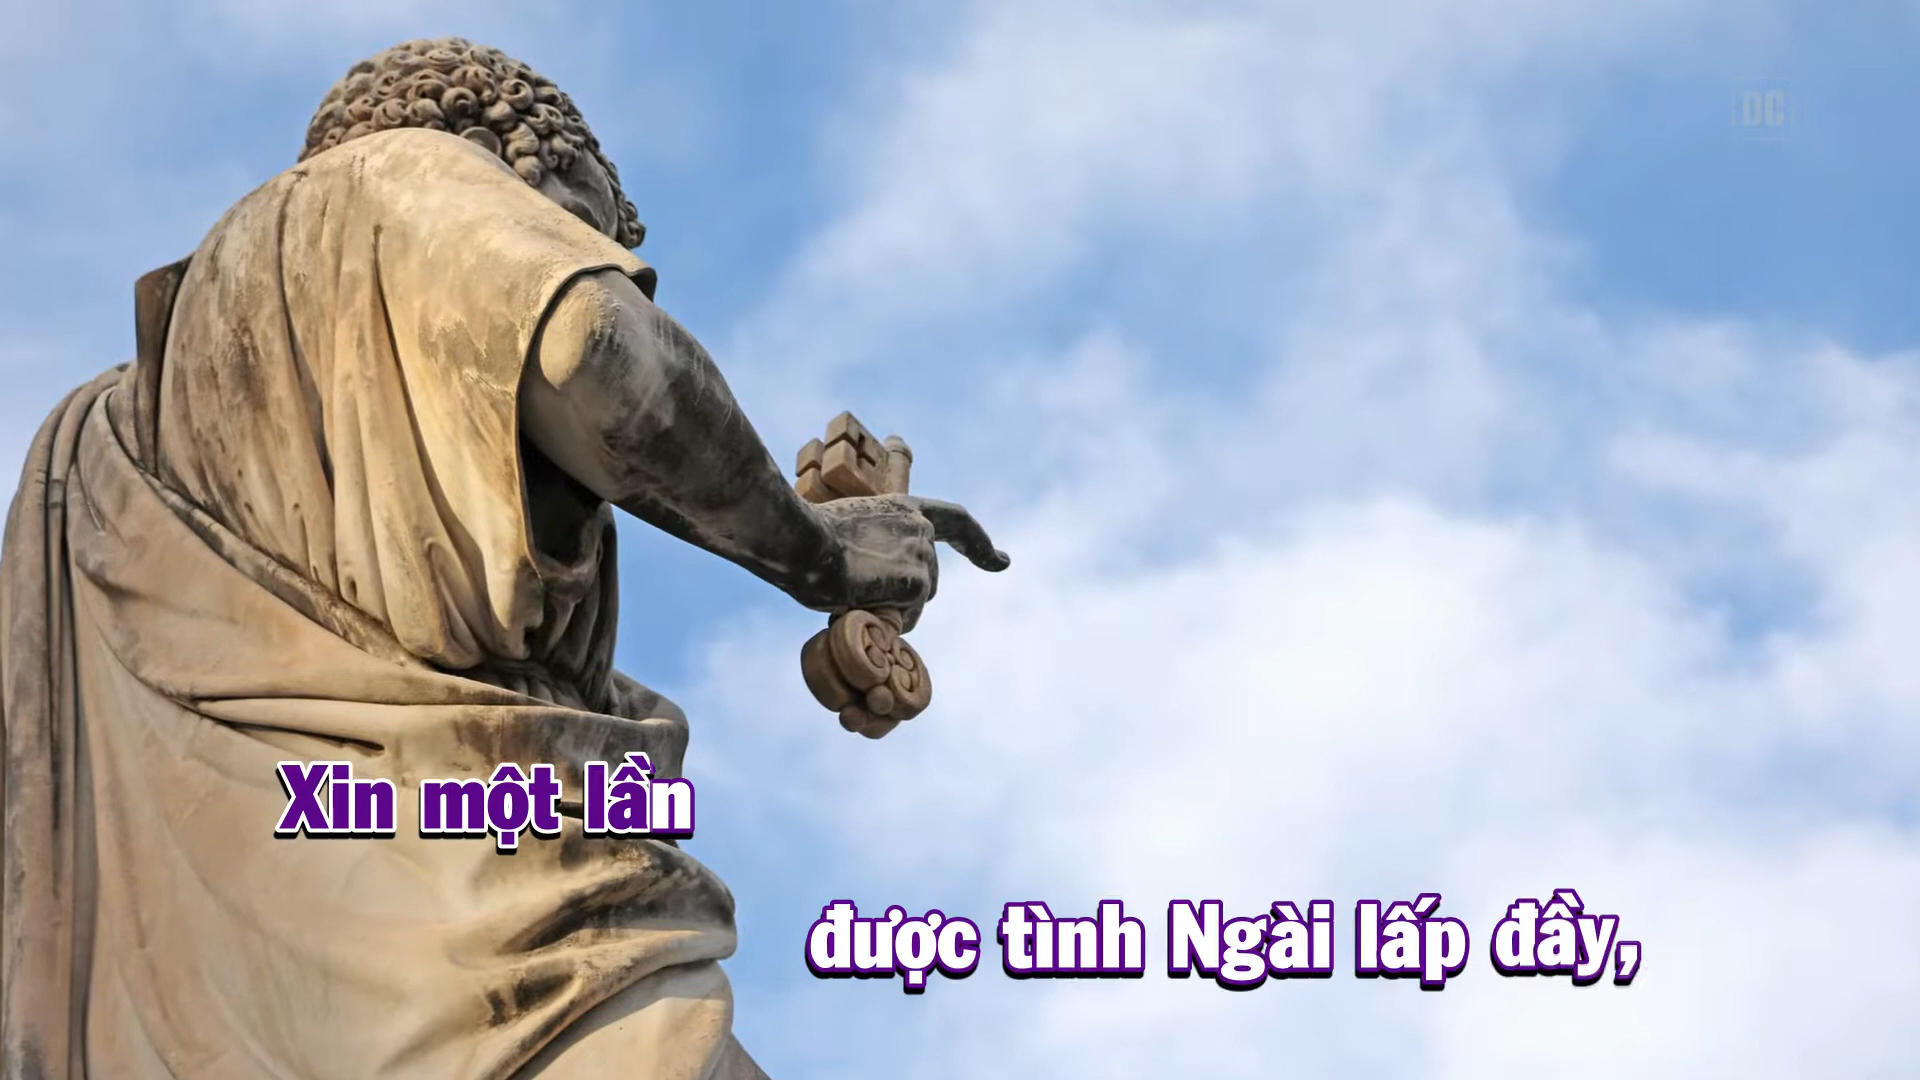 DC
Xin một lần
được tình Ngài lấp đầy,